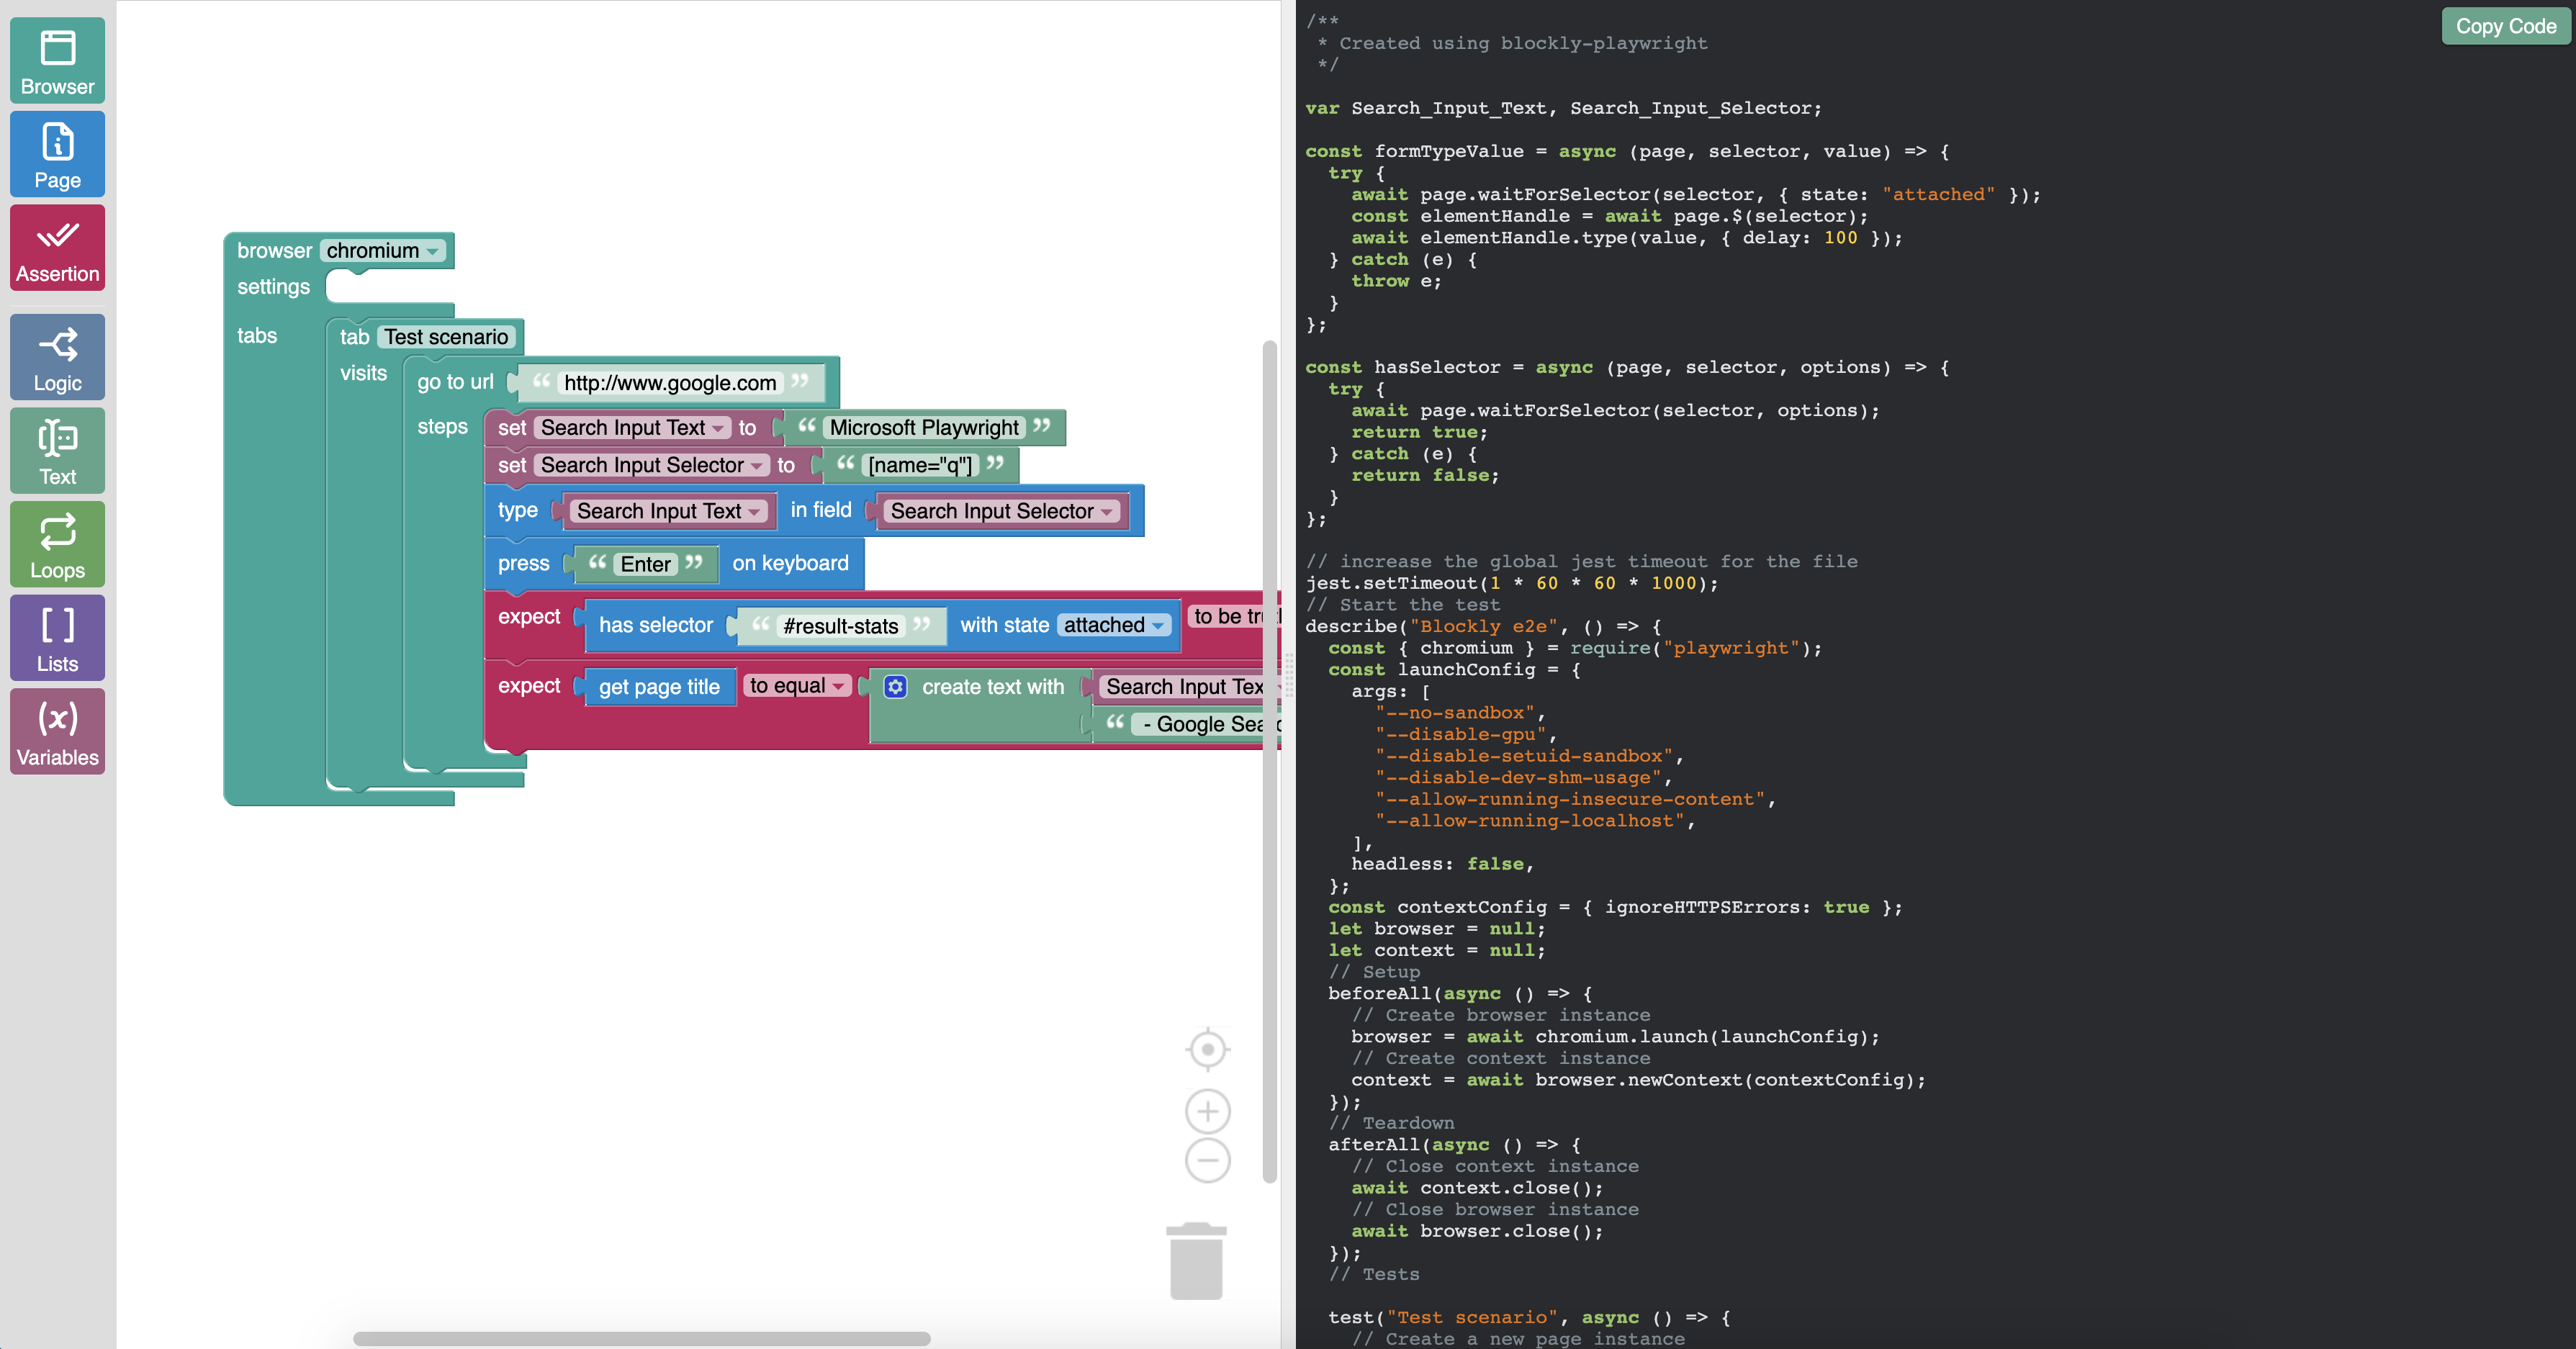 Browser
Page
Assertion
Logic
Text
Loops
Lists
Variables
browser chromium
settings
tabs
tab Test scenario
visits
go to url “ http://www.google.com ”
steps
set Search Input Text to “ Microsoft Playwright ”
set Search Input Selector to “ [name="q"] ”
type Search Input Text in field Search Input Selector
press “ Enter ” on keyboard
expect has selector “ #result-stats ” with state attached to be
expect get page title to equal create text with Search Input
“ - Google
Copy Code
/**
 * Created using blockly-playwright
 */
var Search_Input_Text, Search_Input_Selector;
const formTypeValue = async (page, selector, value) => {
  try {
    await page.waitForSelector(selector, { state: "attached" });
    const elementHandle = await page.$(selector);
    await elementHandle.type(value, { delay: 100 });
  } catch (e) {
    throw e;
  }
};
const hasSelector = async (page, selector, options) => {
  try {
    await page.waitForSelector(selector, options);
    return true;
  } catch (e) {
    return false;
  }
};
// increase the global jest timeout for the file
jest.setTimeout(1 * 60 * 60 * 1000);
// Start the test
describe("Blockly e2e", () => {
  const { chromium } = require("playwright");
  const launchConfig = {
    args: [
      "--no-sandbox",
      "--disable-gpu",
      "--disable-setuid-sandbox",
      "--disable-dev-shm-usage",
      "--allow-running-insecure-content",
      "--allow-running-localhost",
    ],
    headless: false,
  };
  const contextConfig = { ignoreHTTPSErrors: true };
  let browser = null;
  let context = null;
  // Setup
  beforeAll(async () => {
    // Create browser instance
    browser = await chromium.launch(launchConfig);
    // Create context instance
    context = await browser.newContext(contextConfig);
  });
  // Teardown
  afterAll(async () => {
    // Close context instance
    await context.close();
    // Close browser instance
    await browser.close();
  });
  // Tests
  test("Test scenario", async () => {
    // Create a new page instance